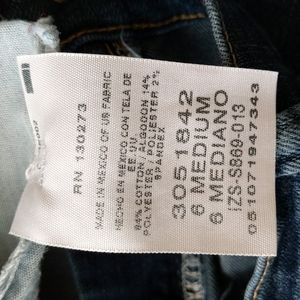 RN 130273
MADE IN MEXICO OF US FABRIC
HECHO EN MEXICO CON TELA DE
EE.UU.
84% COTTON / ALGODON 14%
POLYESTER / POLIESTER 2%
SPANDEX
3051842
6 MEDIUM
6 MEDIANO
IZS-S889-013
051071947343